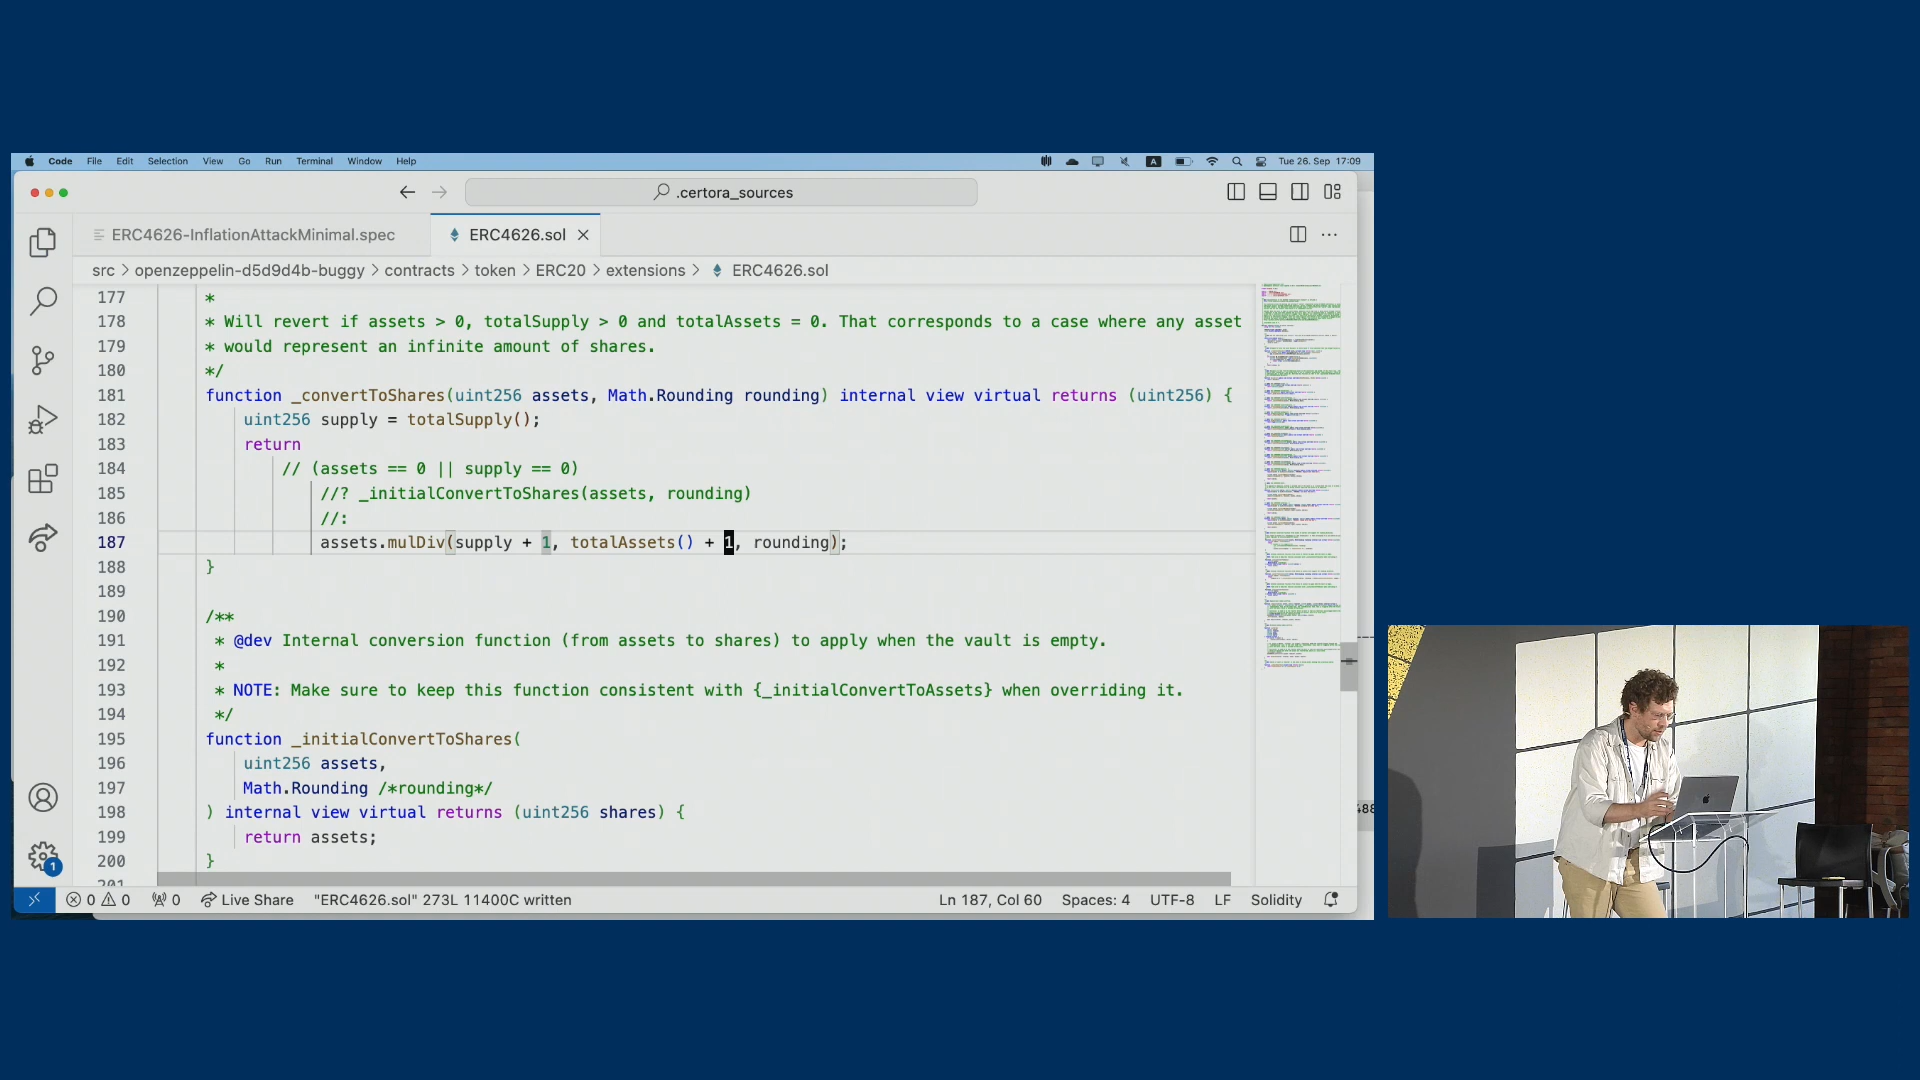 Code File Edit Selection View Go Run Terminal Window Help A Tue 26. Sep 17:09
.certora_sources
ERC4626-InflationAttackMinimal.spec ERC4626.sol
src > openzeppelin-d5d9d4b-buggy > contracts > token > ERC20 > extensions > ERC4626.sol
177 *
178 * Will revert if assets > 0, totalSupply > 0 and totalAssets = 0. That corresponds to a case where any asset
179 * would represent an infinite amount of shares.
180 */
181 function _convertToShares(uint256 assets, Math.Rounding rounding) internal view virtual returns (uint256) {
182 uint256 supply = totalSupply();
183 return
184 // (assets == 0 || supply == 0)
185 //? _initialConvertToShares(assets, rounding)
186 //:
187 assets.mulDiv(supply + 1, totalAssets() + 1, rounding);
188 }
189
190 /**
191 * @dev Internal conversion function (from assets to shares) to apply when the vault is empty.
192 *
193 * NOTE: Make sure to keep this function consistent with {_initialConvertToAssets} when overriding it.
194 */
195 function _initialConvertToShares(
196 uint256 assets,
197 Math.Rounding /*rounding*/
198 ) internal view virtual returns (uint256 shares) {
199 return assets;
200 }
201
1
0 0 0 Live Share "ERC4626.sol" 273L 11400C written Ln 187, Col 60 Spaces: 4 UTF-8 LF Solidity